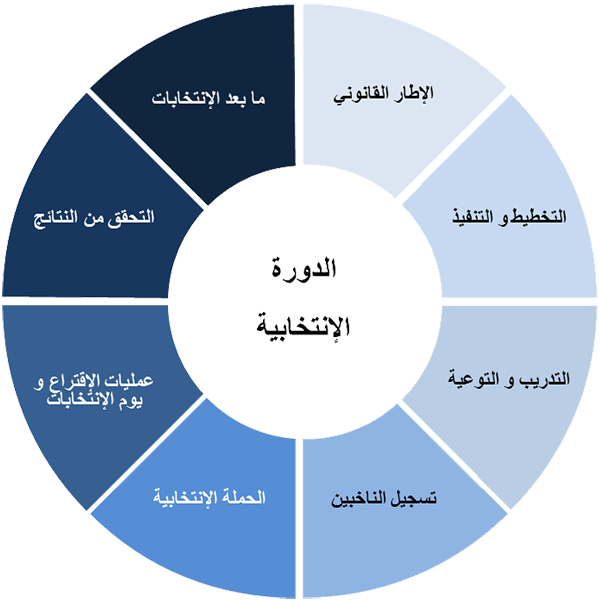 الدورة
الإنتخابية
الإطار القانوني
التخطيط و التنفيذ
التدريب و التوعية
تسجيل الناخبين
الحملة الإنتخابية
عمليات الإقتراع و
يوم الإنتخابات
التحقق من النتائج
ما بعد الإنتخابات